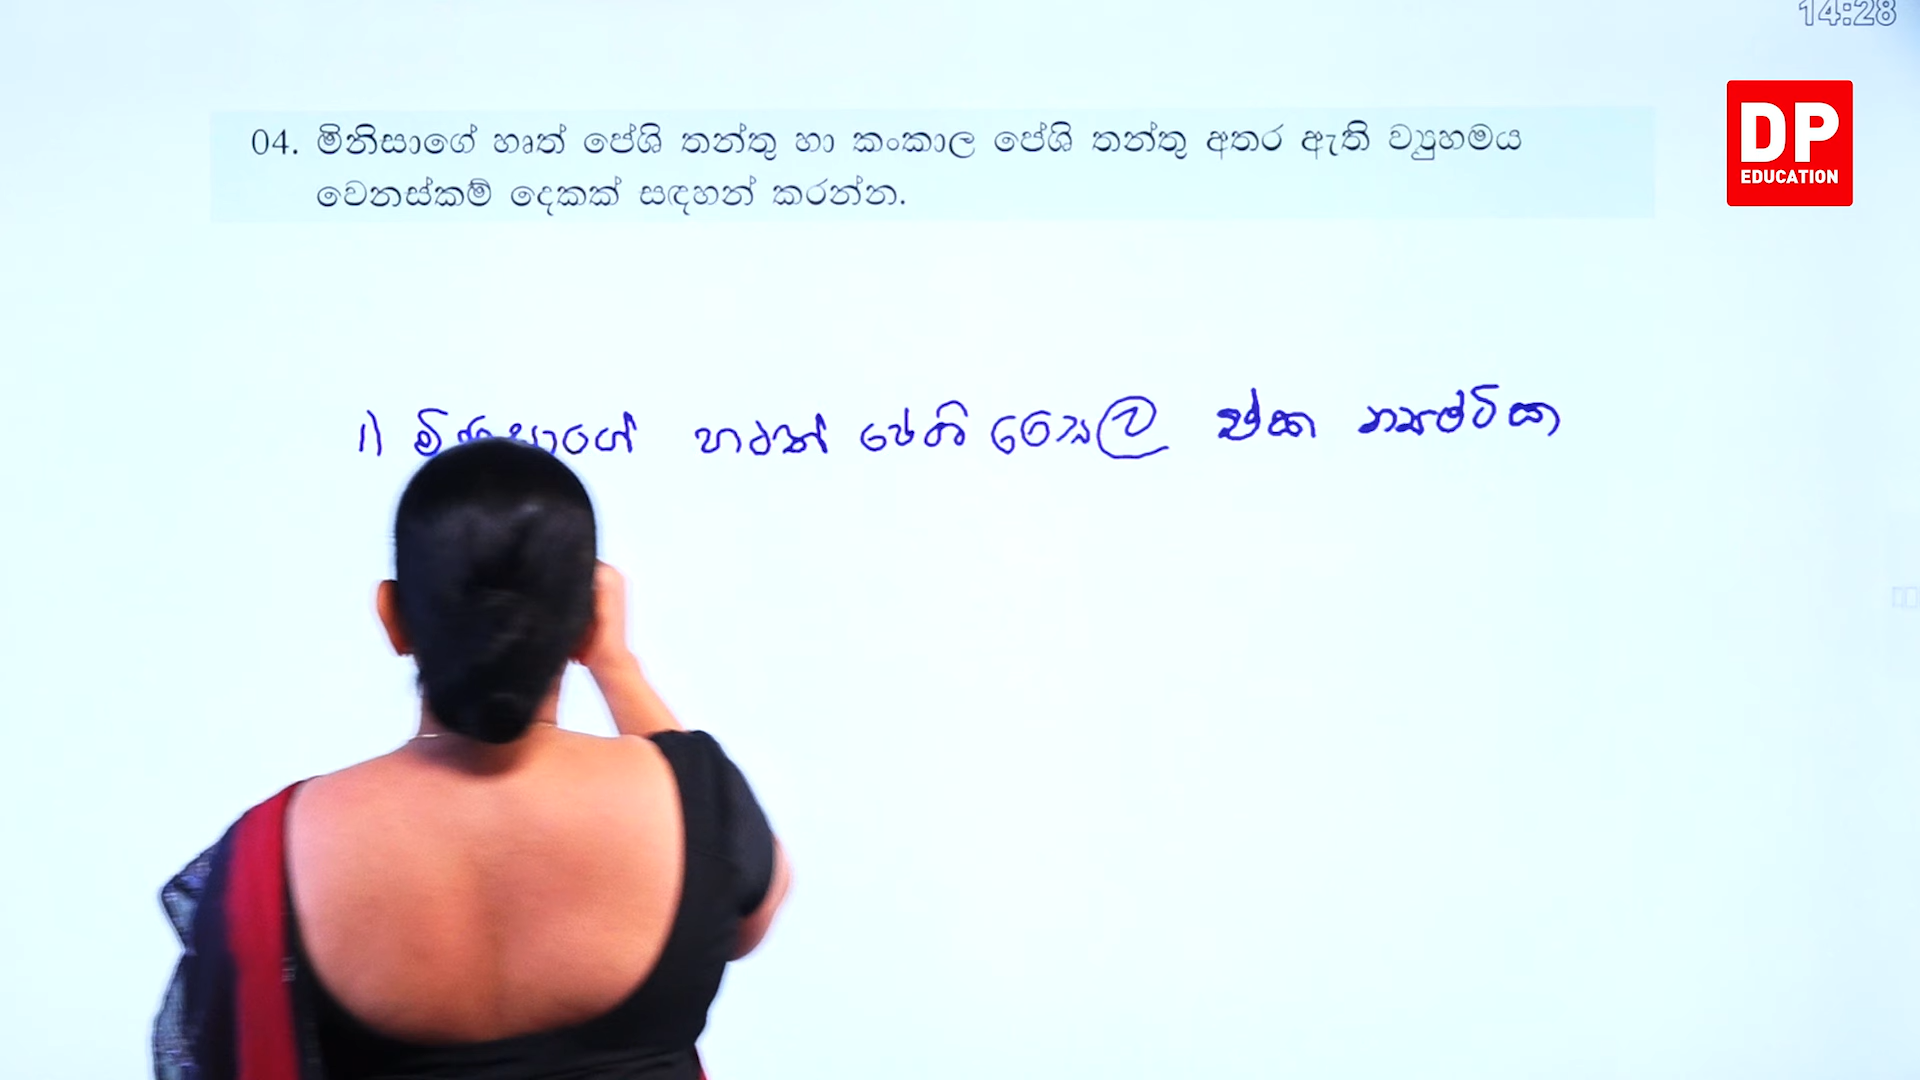 14:28
DP
EDUCATION
04. මිනිසාගේ හෘත් පේශි තන්තු හා කංකාල පේශි තන්තු අතර ඇති ව්‍යුහමය
වෙනස්කම් දෙකක් සඳහන් කරන්න.
1) මිනිසාගේ හෘත් පේශි සෛල ඒක න්‍යෂ්ටික